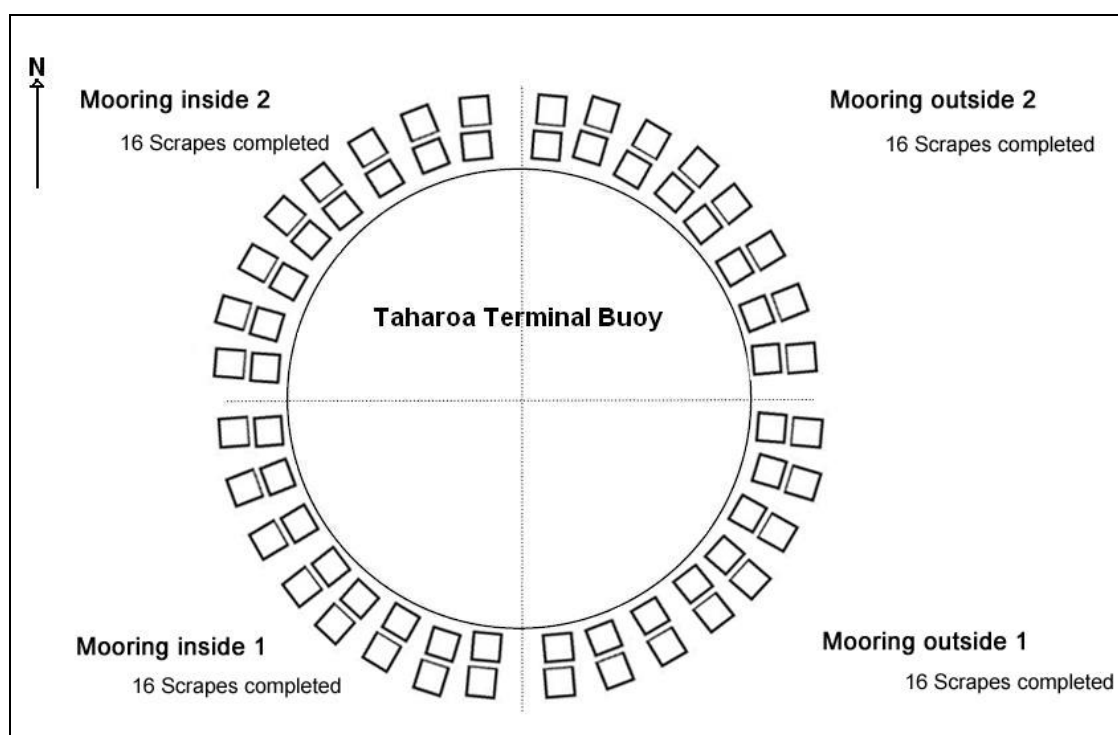 N
Mooring inside 2
16 Scrapes completed
Mooring outside 2
16 Scrapes completed
Taharoa Terminal Buoy
Mooring inside 1
16 Scrapes completed
Mooring outside 1
16 Scrapes completed